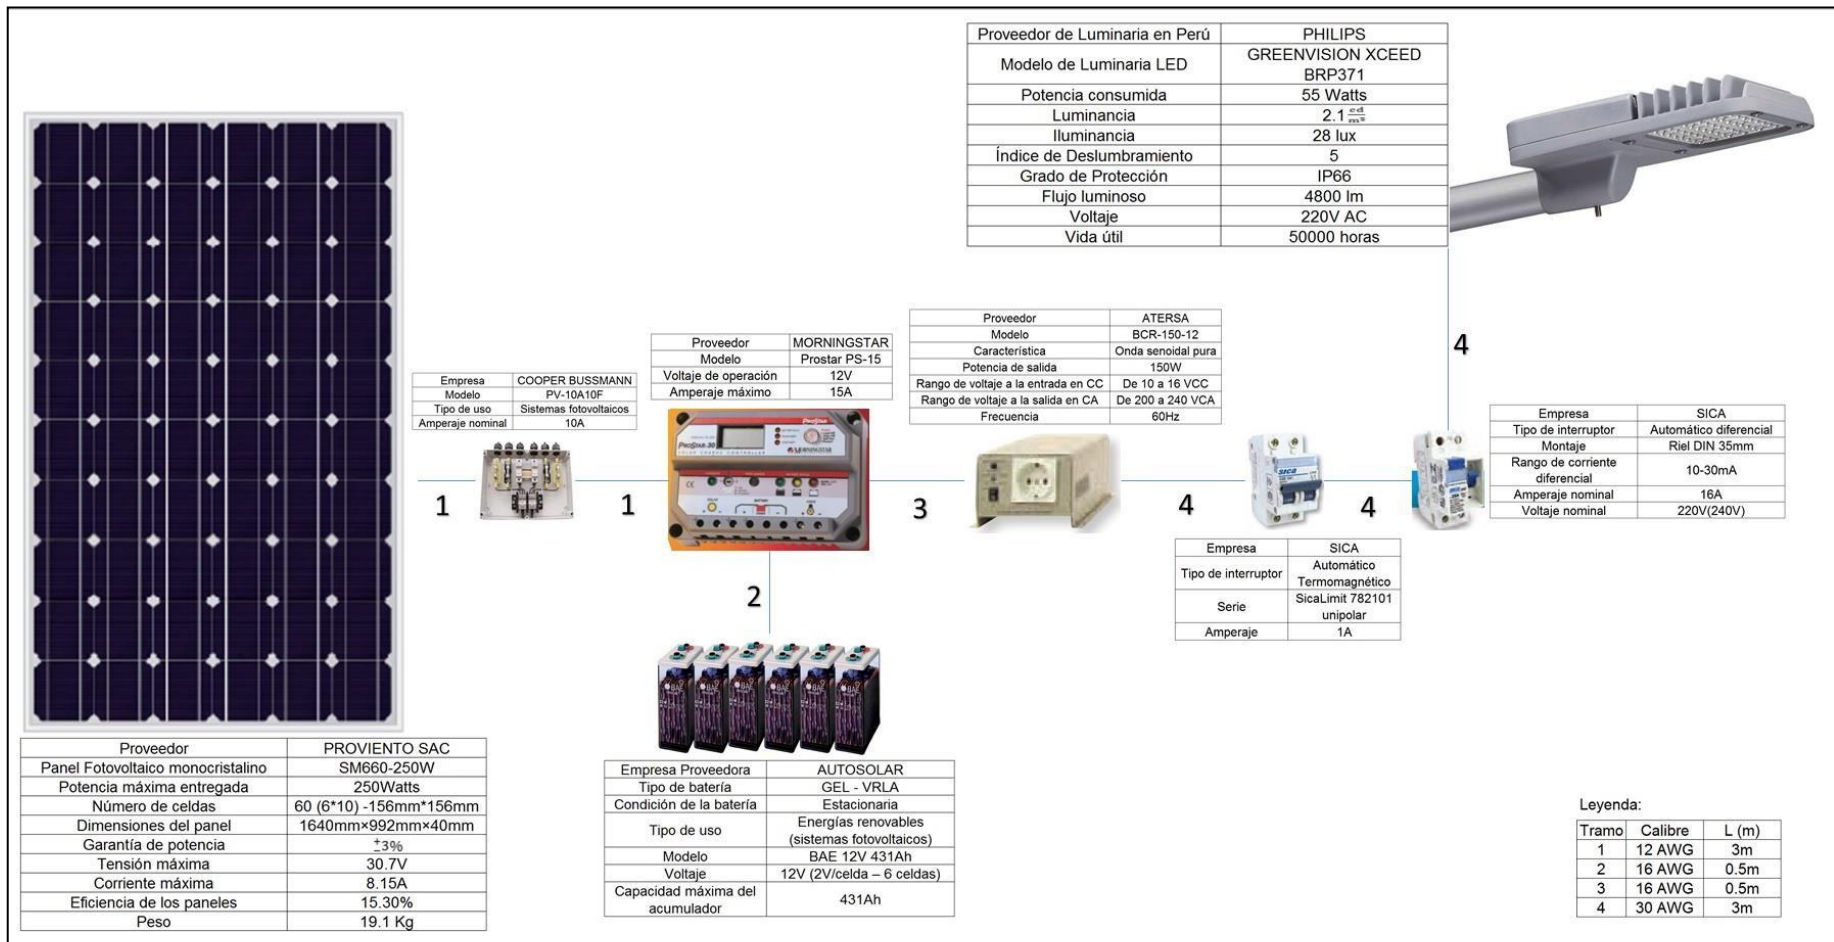 Proveedor de Luminaria en Perú PHILIPS
Modelo de Luminaria LED GREENVISION XCEED
BRP371
Potencia consumida 55 Watts
Luminancia 2.1 cd/m²
Iluminancia 28 lux
Índice de Deslumbramiento 5
Grado de Protección IP66
Flujo luminoso 4800 lm
Voltaje 220V AC
Vida útil 50000 horas
Proveedor ATERSA
Modelo BCR-150-12
Característica Onda senoidal pura
Potencia de salida 150W
Rango de voltaje a la entrada en CC De 10 a 16 VCC
Rango de voltaje a la salida en CA De 200 a 240 VCA
Frecuencia 60Hz
Proveedor MORNINGSTAR
Modelo Prostar PS-15
Voltaje de operación 12V
Amperaje máximo 15A
Empresa COOPER BUSSMANN
Modelo PV-10A10F
Tipo de uso Sistemas fotovoltaicos
Amperaje nominal 10A
4
Empresa SICA
Tipo de interruptor Automático diferencial
Montaje Riel DIN 35mm
Rango de corriente
diferencial 10-30mA
Amperaje nominal 16A
Voltaje nominal 220V(240V)
PROSTAR
PROSTAR-30
MORNINGSTAR
SICA
1
1
3
4
4
Empresa SICA
Tipo de interruptor Automático
Termomagnético
Serie SicaLimit 782101
unipolar
Amperaje 1A
2
BAE BAE BAE BAE BAE BAE
Proveedor PROVIENTO SAC
Panel Fotovoltaico monocristalino SM660-250W
Potencia máxima entregada 250Watts
Número de celdas 60 (6*10) -156mm*156mm
Dimensiones del panel 1640mm×992mm×40mm
Garantía de potencia ±3%
Tensión máxima 30.7V
Corriente máxima 8.15A
Eficiencia de los paneles 15.30%
Peso 19.1 Kg
Empresa Proveedora AUTOSOLAR
Tipo de batería GEL - VRLA
Condición de la batería Estacionaria
Tipo de uso Energías renovables
(sistemas fotovoltaicos)
Modelo BAE 12V 431Ah
Voltaje 12V (2V/celda – 6 celdas)
Capacidad máxima del
acumulador 431Ah
Leyenda:
Tramo Calibre L (m)
1 12 AWG 3m
2 16 AWG 0.5m
3 16 AWG 0.5m
4 30 AWG 3m